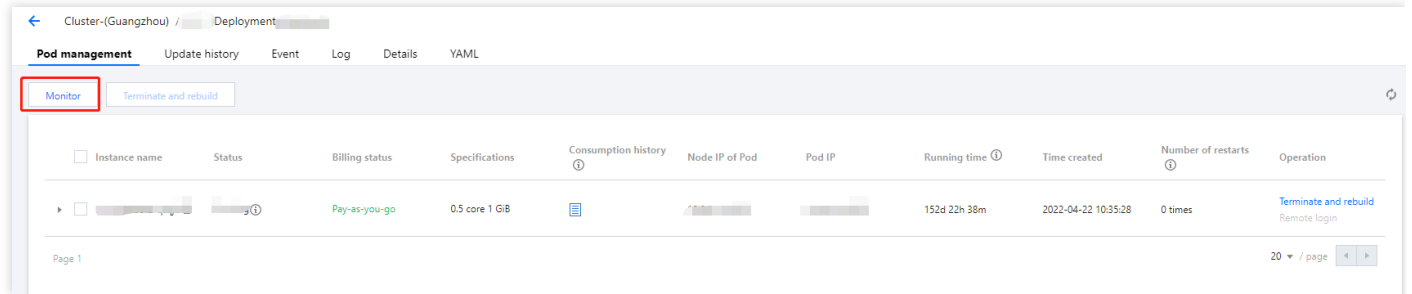 Cluster-(Guangzhou) / Deployment
Pod management Update history Event Log Details YAML
Monitor Terminate and rebuild
Instance name Status Billing status Specifications Consumption history Node IP of Pod Pod IP Running time Time created Number of restarts Operation
Pay-as-you-go 0.5 core 1 GiB 152d 22h 38m 2022-04-22 10:35:28 0 times Terminate and rebuild
Remote login
Page 1 20 / page